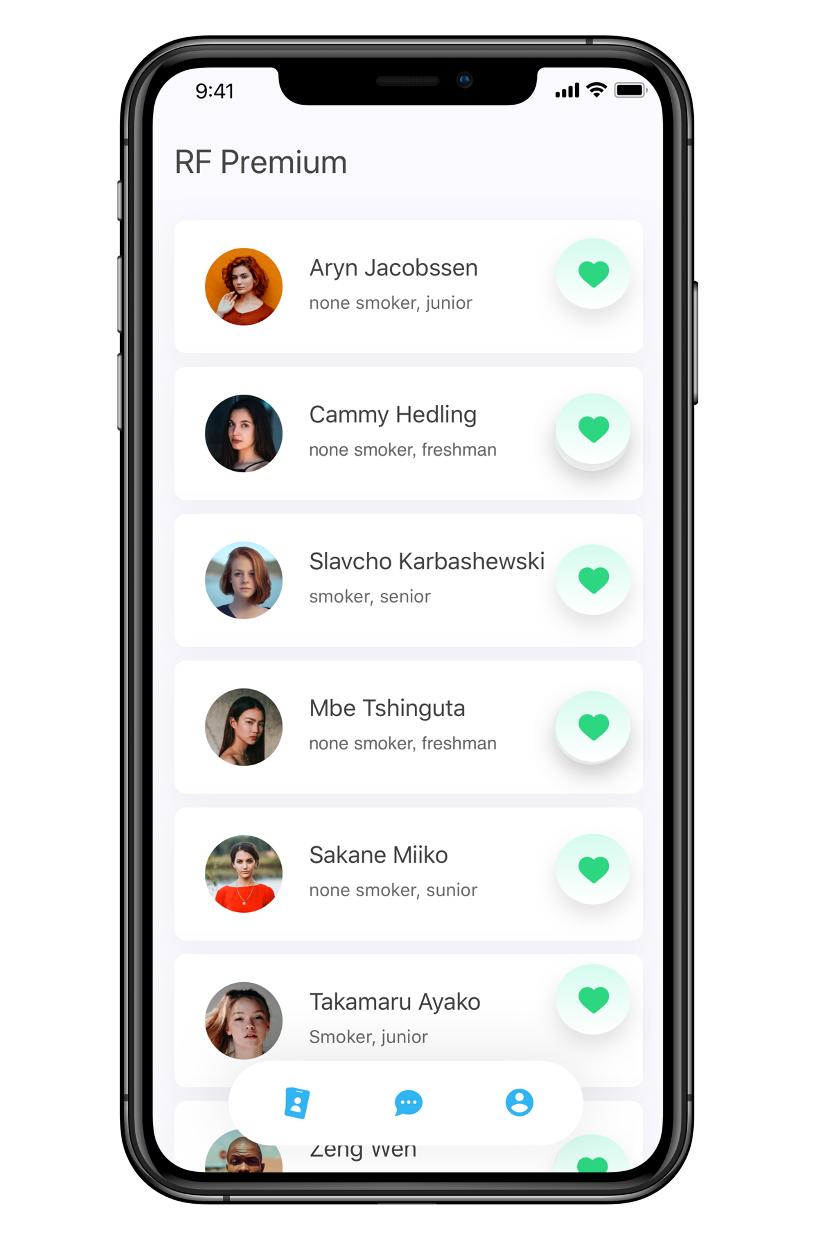 9:41
RF Premium
Aryn Jacobssen
none smoker, junior
Cammy Hedling
none smoker, freshman
Slavcho Karbashewski
smoker, senior
Mbe Tshinguta
none smoker, freshman
Sakane Miiko
none smoker, sunior
Takamaru Ayako
Smoker, junior
Zeng Wen